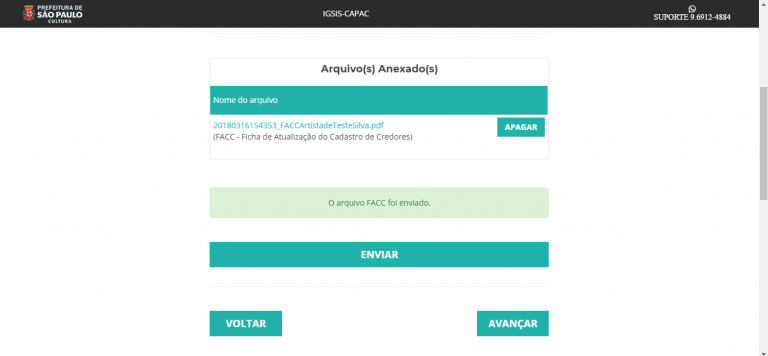 PREFEITURA DE
SÃO PAULO
CULTURA
IGSIS-CAPAC
SUPORTE 9.6912-4884
Arquivo(s) Anexado(s)
Nome do arquivo
20180316154353_FACCArtistadeTesteSilva.pdf
(FACC - Ficha de Atualização do Cadastro de Credores)
APAGAR
O arquivo FACC foi enviado.
ENVIAR
VOLTAR
AVANÇAR